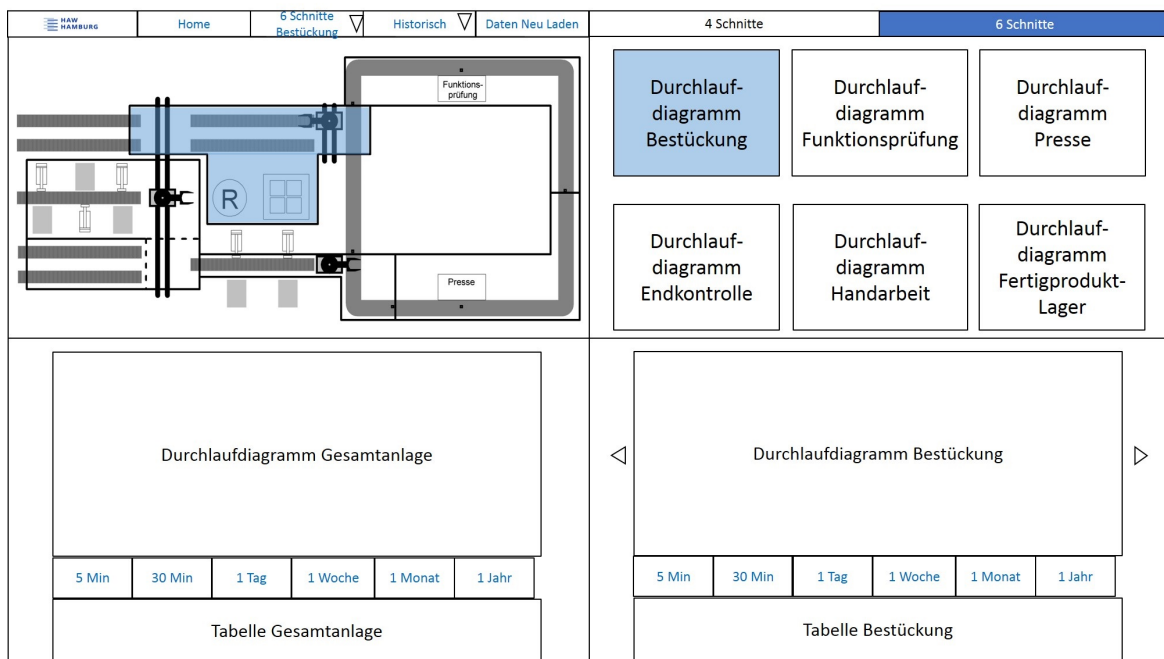 HAW
HAMBURG
Home
6 Schnitte
Bestückung
Historisch
Daten Neu Laden
4 Schnitte
6 Schnitte
Funktions-
prüfung
R
Presse
Durchlauf-
diagramm
Bestückung
Durchlauf-
diagramm
Funktionsprüfung
Durchlauf-
diagramm
Presse
Durchlauf-
diagramm
Endkontrolle
Durchlauf-
diagramm
Handarbeit
Durchlauf-
diagramm
Fertigprodukt-
Lager
Durchlaufdiagramm Gesamtanlage
5 Min
30 Min
1 Tag
1 Woche
1 Monat
1 Jahr
Tabelle Gesamtanlage
Durchlaufdiagramm Bestückung
5 Min
30 Min
1 Tag
1 Woche
1 Monat
1 Jahr
Tabelle Bestückung